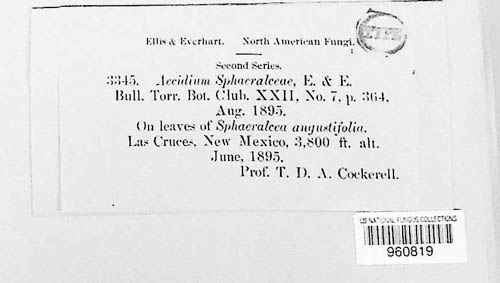 Ellis & Everhart. North American Fungi.
Second Series.
3345. Aecidium Sphaeralceae, E. & E.
Bull. Torr. Bot. Club. XXII, No. 7, p. 364,
Aug. 1895.
On leaves of Sphaeralcea angustifolia.
Las Cruces, New Mexico, 3,800 ft. alt.
June, 1895.
Prof. T. D. A. Cockerell.
US NATIONAL FUNGUS COLLECTIONS
960819